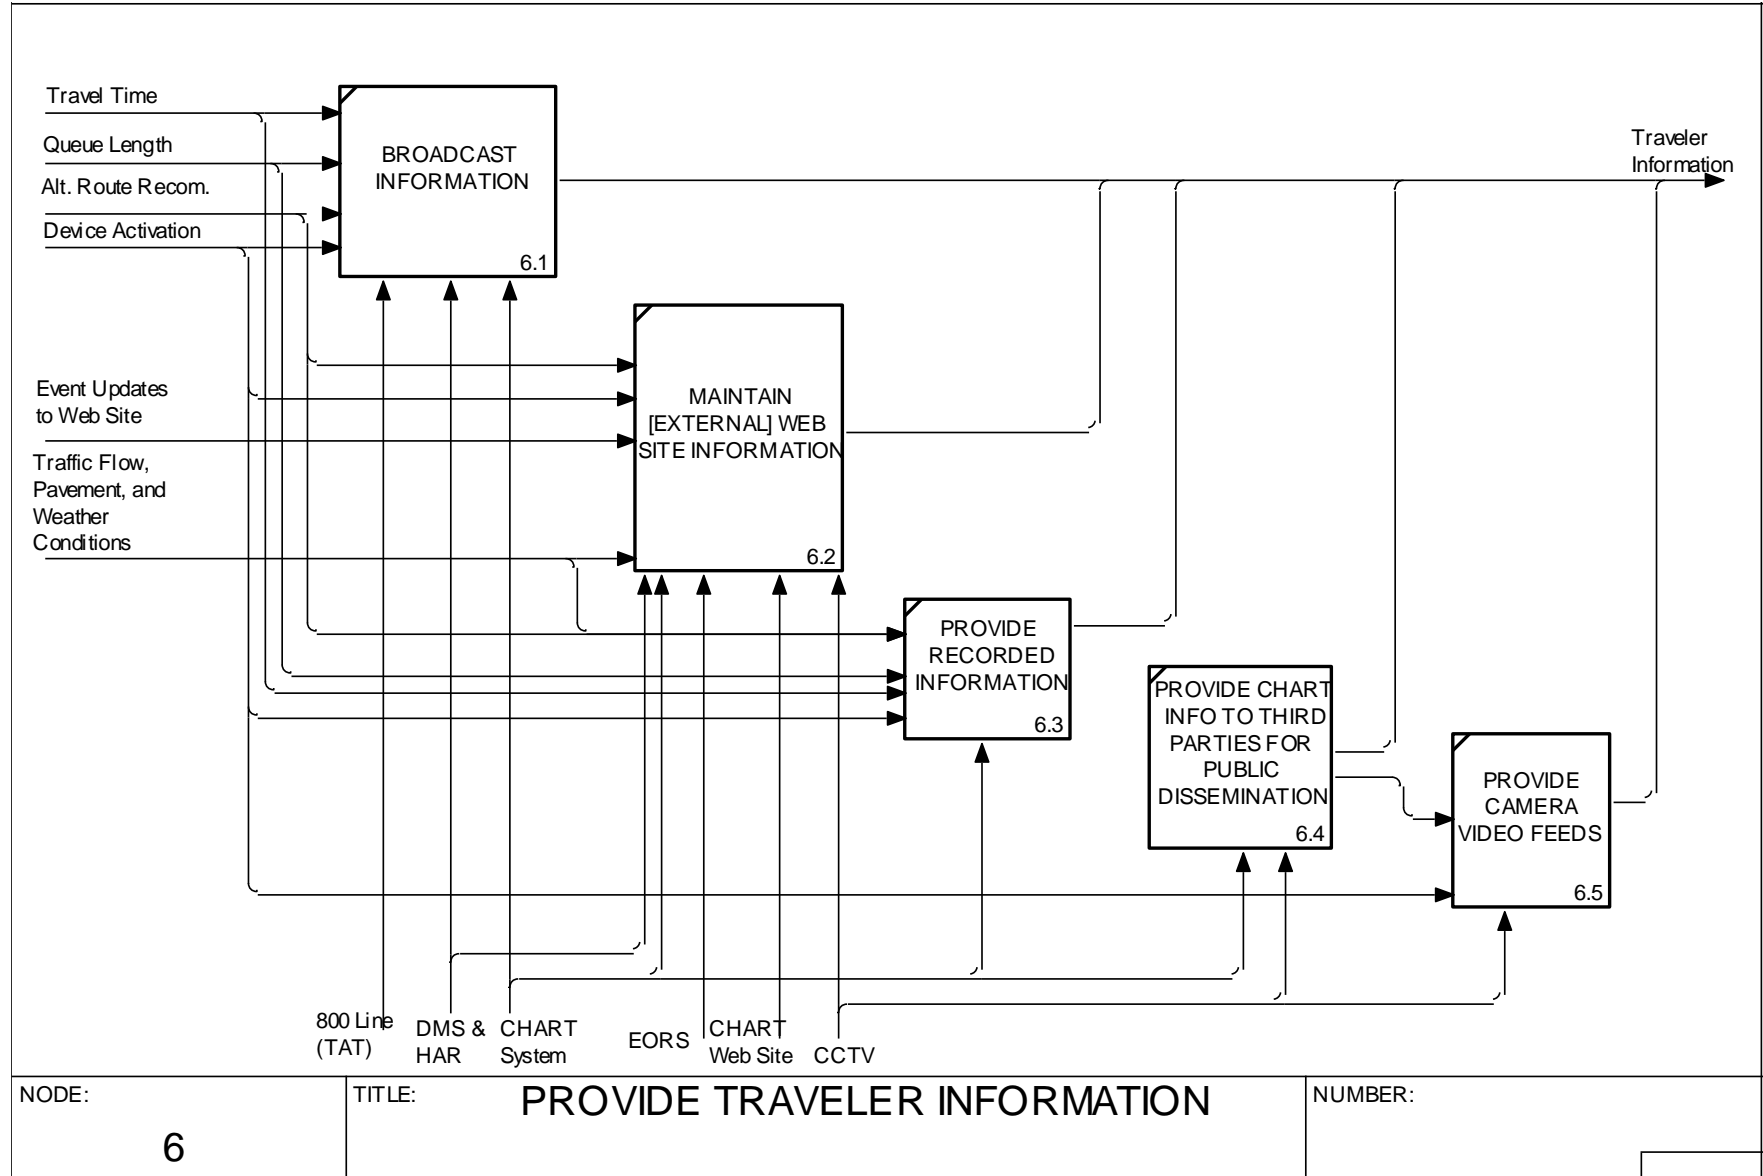 Travel Time
Queue Length
Alt. Route Recom.
Device Activation
BROADCAST
INFORMATION
6.1
Traveler
Information
Event Updates
to Web Site
Traffic Flow,
Pavement, and
Weather
Conditions
MAINTAIN
[EXTERNAL] WEB
SITE INFORMATION
6.2
PROVIDE
RECORDED
INFORMATION
6.3
PROVIDE CHART
INFO TO THIRD
PARTIES FOR
PUBLIC
DISSEMINATION
6.4
PROVIDE
CAMERA
VIDEO FEEDS
6.5
800 Line
(TAT)
DMS &
HAR
CHART
System
EORS
CHART
Web Site
CCTV
NODE:
6
TITLE:
PROVIDE TRAVELER INFORMATION
NUMBER: